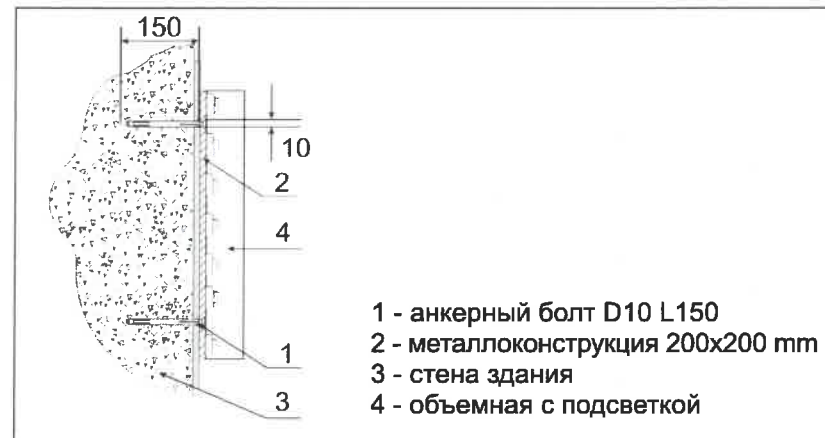 150
10
2
4
1
3
1 - анкерный болт D10 L150
2 - металлоконструкция 200x200 mm
3 - стена здания
4 - объемная с подсветкой